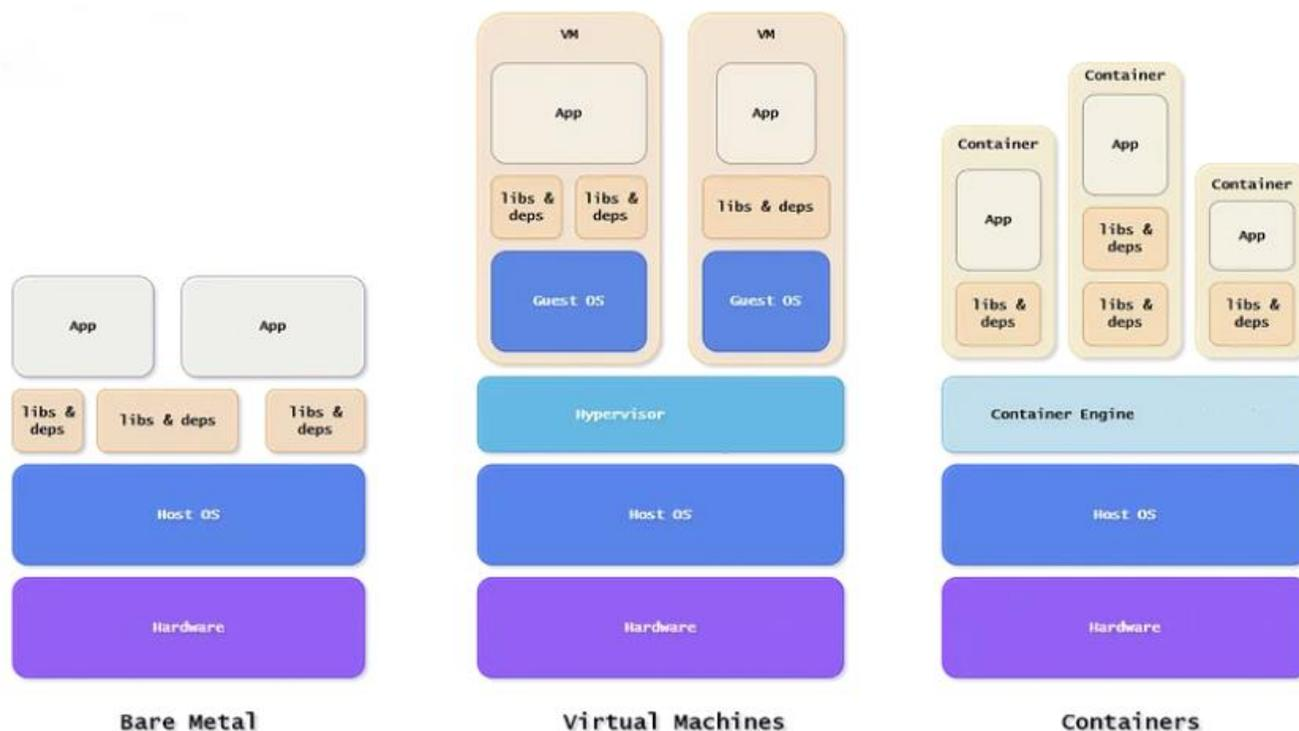 App
App
libs &
deps
libs & deps
libs &
deps
Host OS
Hardware
Bare Metal
VM
App
libs &
deps
libs &
deps
Guest OS
VM
App
libs & deps
Guest OS
Hypervisor
Host OS
Hardware
Virtual Machines
Container
App
libs &
deps
Container
App
libs &
deps
libs &
deps
Container
App
libs &
deps
Container Engine
Host OS
Hardware
Containers